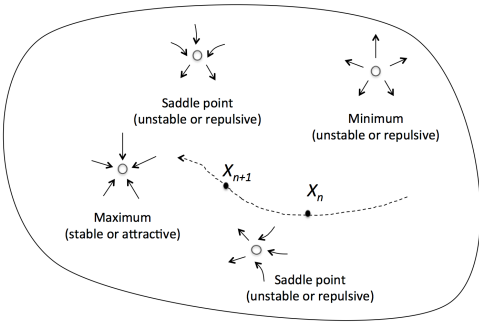 Saddle point
(unstable or repulsive)
Minimum
(unstable or repulsive)
Xn+1
Xn
Maximum
(stable or attractive)
Saddle point
(unstable or repulsive)